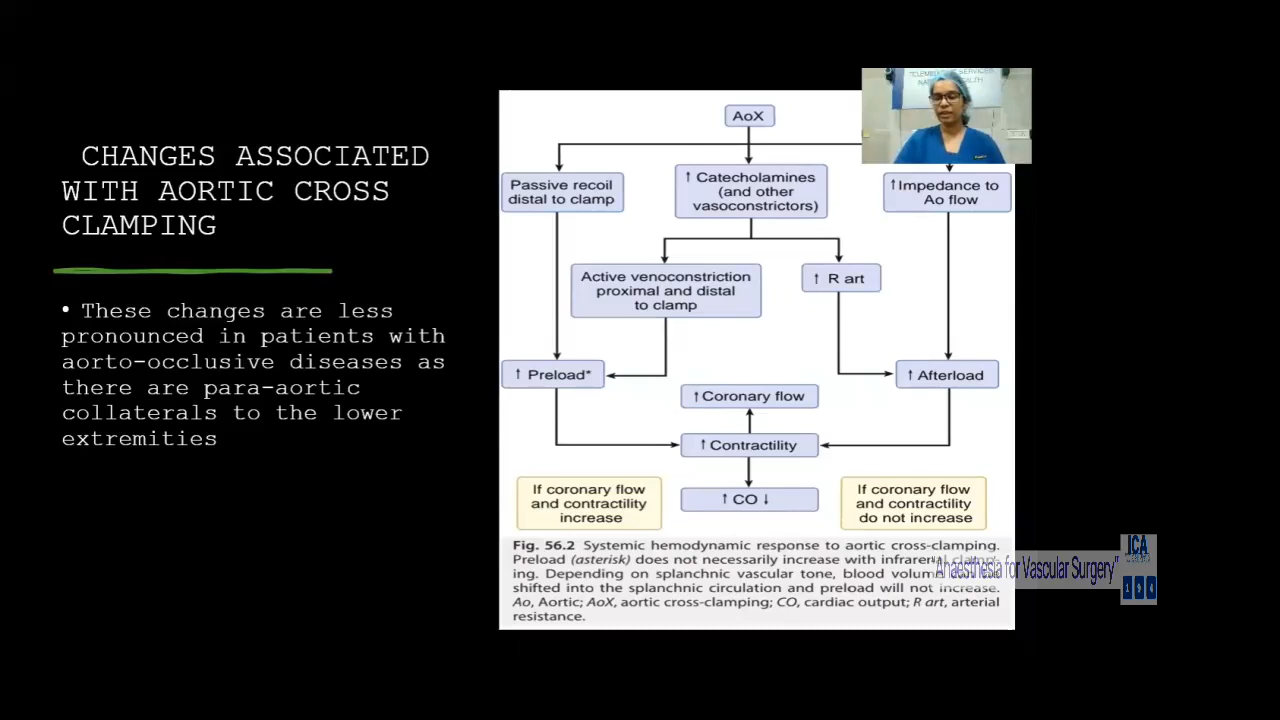 CHANGES ASSOCIATED
WITH AORTIC CROSS
CLAMPING
• These changes are less
pronounced in patients with
aorto-occlusive diseases as
there are para-aortic
collaterals to the lower
extremities
AoX
Passive recoil
distal to clamp
↑ Catecholamines
(and other
vasoconstrictors)
↑ Impedance to
Ao flow
Active venoconstriction
proximal and distal
to clamp
↑ R art
↑ Preload*
↑ Afterload
↑ Coronary flow
↑ Contractility
↑ CO ↓
If coronary flow
and contractility
increase
If coronary flow
and contractility
do not increase
Fig. 56.2 Systemic hemodynamic response to aortic cross-clamping.
Preload (asterisk) does not necessarily increase with infrarenal
ing. Depending on splanchnic vascular tone, blood
shifted into the splanchnic circulation and preload will not increase.
Ao, Aortic; AoX, aortic cross-clamping; CO, cardiac output; R art, arterial
resistance.
"Anaesthesia for Vascular Surgery"
ICA